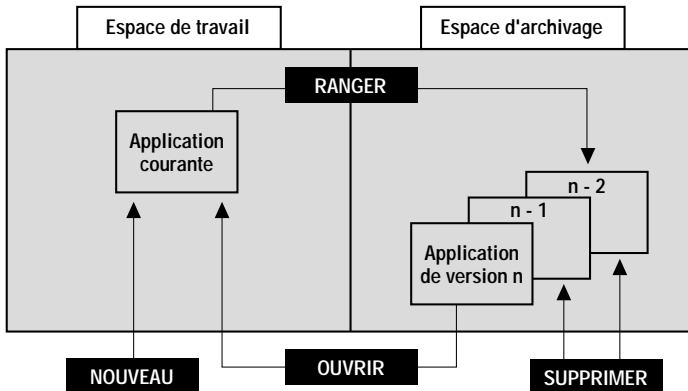 Espace de travail
Espace d'archivage
RANGER
Application
courante
n - 2
n - 1
Application
de version n
NOUVEAU
OUVRIR
SUPPRIMER